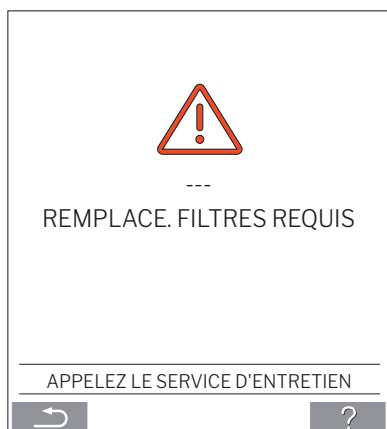 ---
REMPLACE. FILTRES REQUIS
APPELEZ LE SERVICE D'ENTRETIEN
?